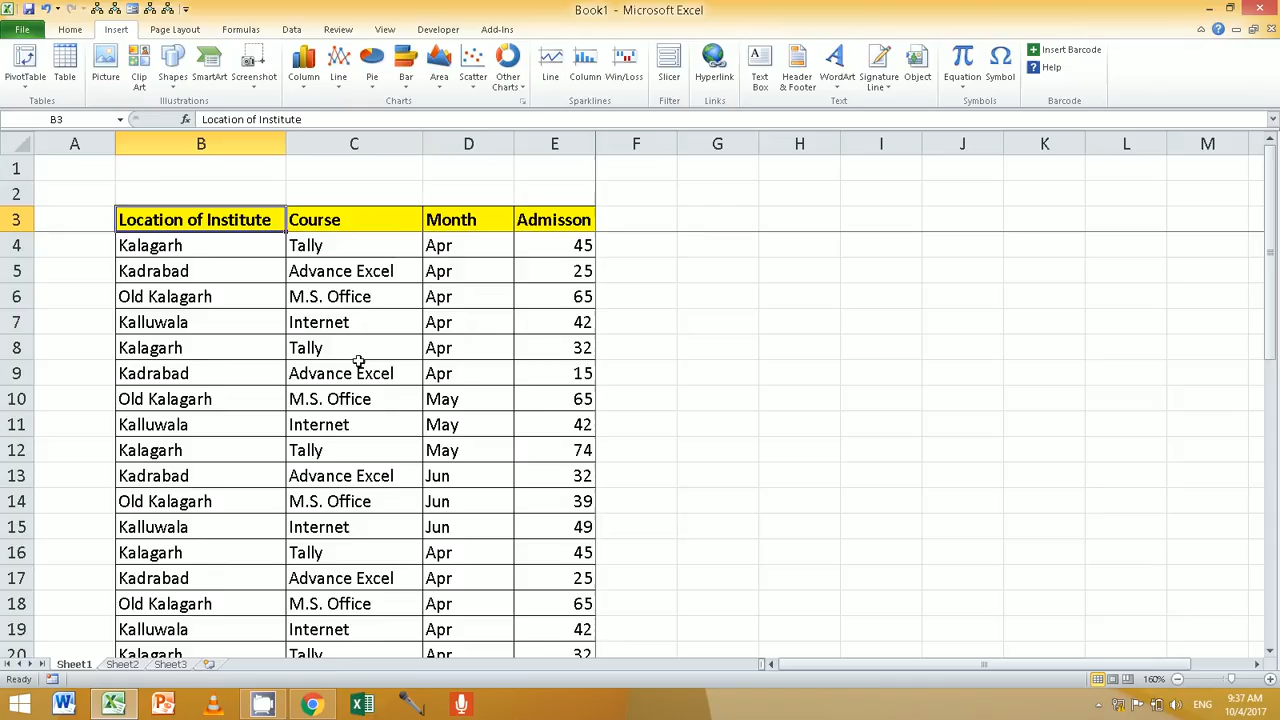 Book1 - Microsoft Excel
File Home Insert Page Layout Formulas Data Review View Developer Add-Ins
PivotTable Table Picture Clip Art Shapes SmartArt Screenshot Column Line Pie Bar Area Scatter Other Charts Line Column Win/Loss Slicer Hyperlink Text Box Header & Footer WordArt Signature Line Object Equation Symbol Insert Barcode
Help
Tables Illustrations Charts Sparklines Filter Links Text Symbols Barcode
B3 fx Location of Institute
A B C D E F G H I J K L M
1
2
3 Location of Institute Course Month Admisson
4 Kalagarh Tally Apr 45
5 Kadrabad Advance Excel Apr 25
6 Old Kalagarh M.S. Office Apr 65
7 Kalluwala Internet Apr 42
8 Kalagarh Tally Apr 32
9 Kadrabad Advance Excel Apr 15
10 Old Kalagarh M.S. Office May 65
11 Kalluwala Internet May 42
12 Kalagarh Tally May 74
13 Kadrabad Advance Excel Jun 32
14 Old Kalagarh M.S. Office Jun 39
15 Kalluwala Internet Jun 49
16 Kalagarh Tally Apr 45
17 Kadrabad Advance Excel Apr 25
18 Old Kalagarh M.S. Office Apr 65
19 Kalluwala Internet Apr 42
20 Kalagarh Tally Apr 32
Sheet1 Sheet2 Sheet3
Ready 160%
ENG 9:37 AM
10/4/2017